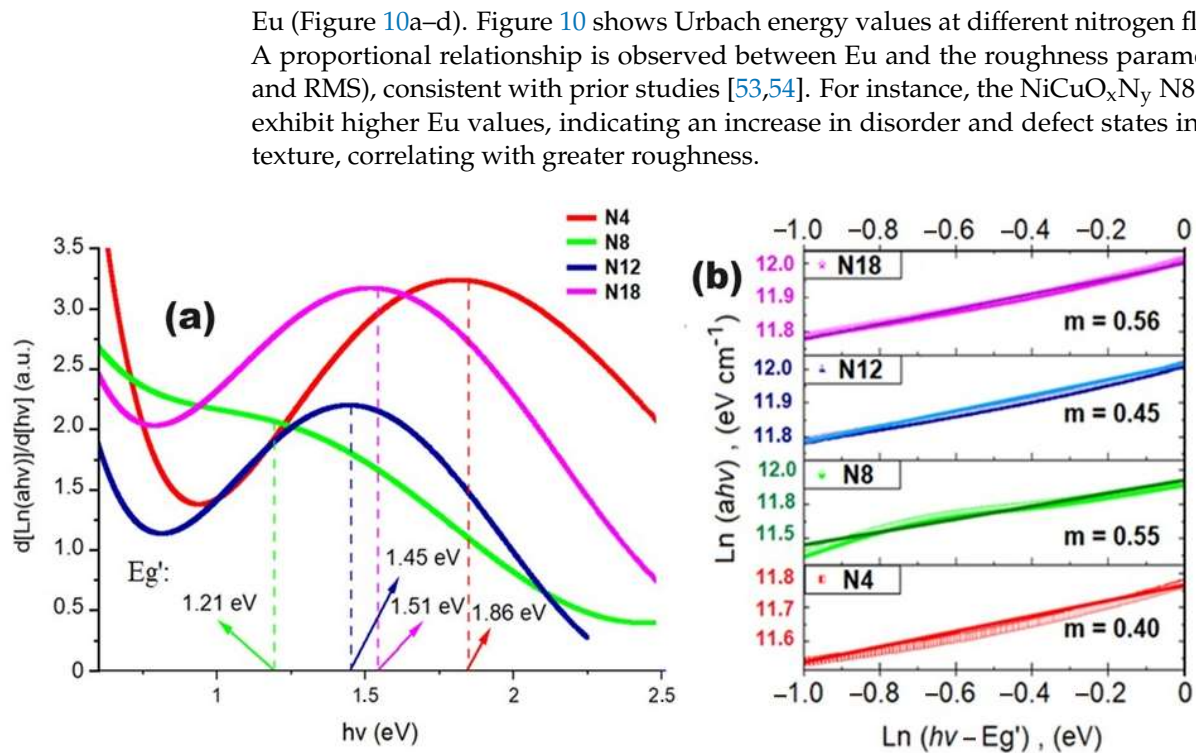 Eu (Figure 10a–d). Figure 10 shows Urbach energy values at different nitrogen fl
A proportional relationship is observed between Eu and the roughness parame
and RMS), consistent with prior studies [53,54]. For instance, the NiCuOxNy N8
exhibit higher Eu values, indicating an increase in disorder and defect states in
texture, correlating with greater roughness.
N4
N8
N12
N18
(a)
d[Ln(ahν)]/d[hν] (a.u.)
3.5
3.0
2.5
2.0
1.5
1.0
0.5
0
Eg':
1.21 eV
1.45 eV
1.51 eV
1.86 eV
1
1.5
2
2.5
hν (eV)
(b)
−1.0 −0.8 −0.6 −0.4 −0.2 0
Ln (ahν) , (eV cm−1)
12.0
11.9
11.8
N18
m = 0.56
12.0
11.9
11.8
N12
m = 0.45
12.0
11.8
11.5
N8
m = 0.55
11.8
11.7
11.6
N4
m = 0.40
−1.0 −0.8 −0.6 −0.4 −0.2 0
Ln (hν – Eg') , (eV)